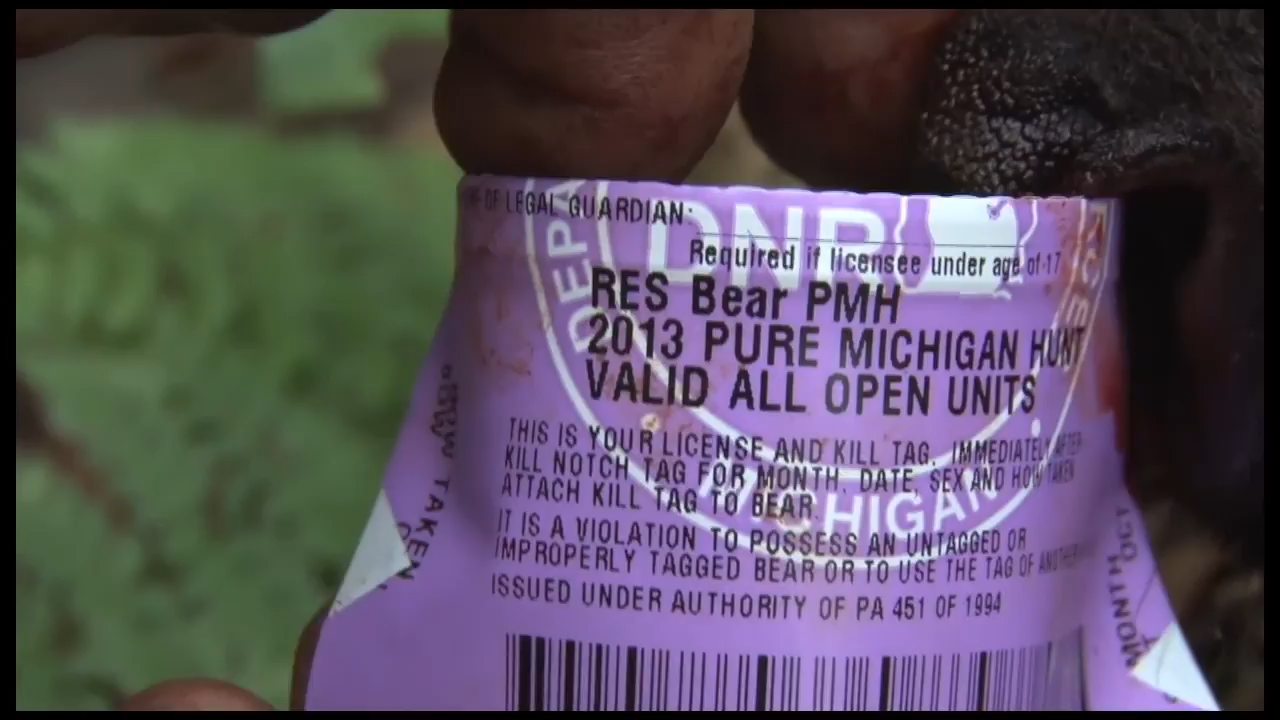 OF LEGAL GUARDIAN:
Required if licensee under age of 17
RES Bear PMH
2013 PURE MICHIGAN HUNT
VALID ALL OPEN UNITS
THIS IS YOUR LICENSE AND KILL TAG. IMMEDIATELY AFTER
KILL NOTCH TAG FOR MONTH, DATE, SEX AND HOW TAKEN
ATTACH KILL TAG TO BEAR.
IT IS A VIOLATION TO POSSESS AN UNTAGGED OR
IMPROPERLY TAGGED BEAR OR TO USE THE TAG OF ANOTHER
ISSUED UNDER AUTHORITY OF PA 451 OF 1994
DNR
DEPA
MICHIGAN
TAKEN
MONTH OCT